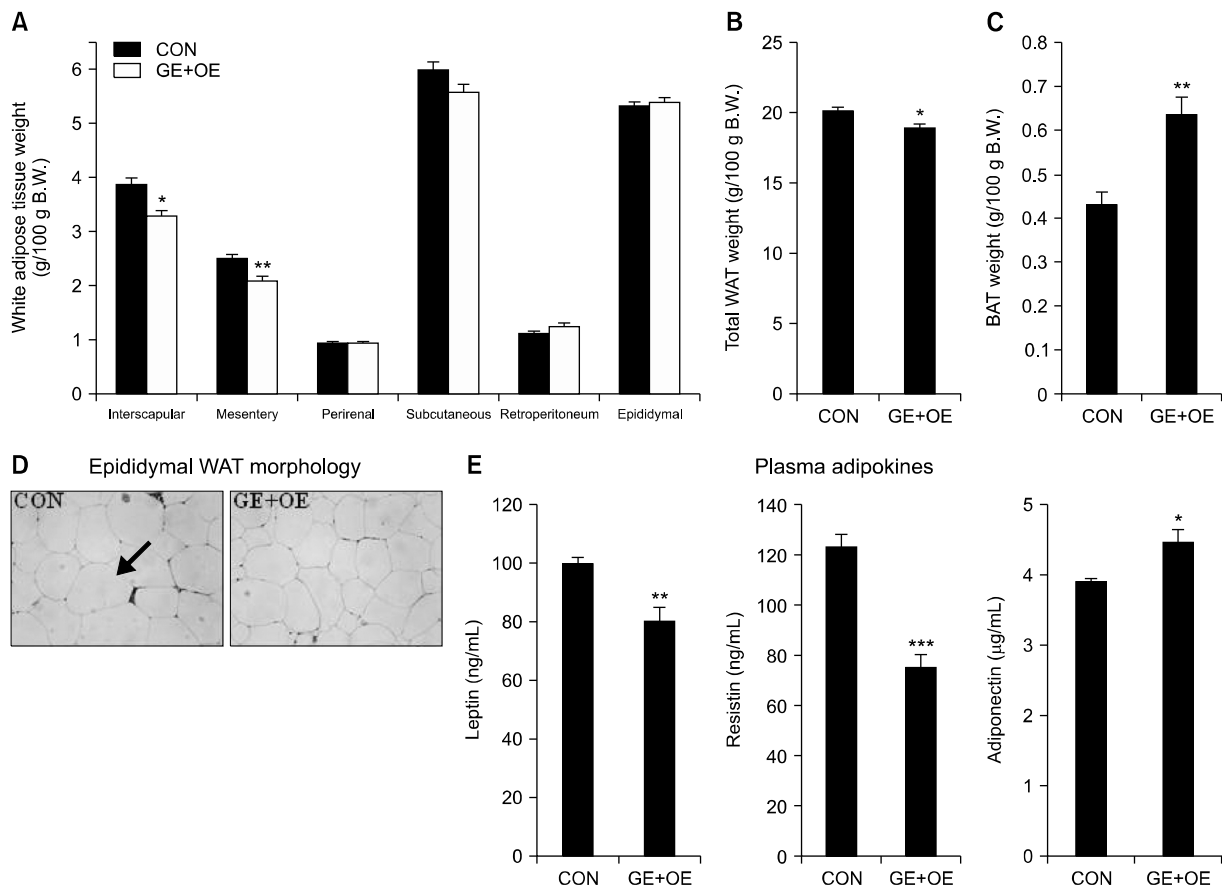 A
CON
GE+OE
White adipose tissue weight
(g/100 g B.W.)
6
5
4
3
2
1
0
Interscapular Mesentery Perirenal Subcutaneous Retroperitoneum Epididymal
*
**
B
Total WAT weight (g/100 g B.W.)
25
20
15
10
5
0
*
CON GE+OE
C
BAT weight (g/100 g B.W.)
0.8
0.7
0.6
0.5
0.4
0.3
0.2
0.1
0
**
CON GE+OE
D Epididymal WAT morphology
CON GE+OE
E Plasma adipokines
Leptin (ng/mL)
120
100
80
60
40
20
0
**
CON GE+OE
Resistin (ng/mL)
140
120
100
80
60
40
20
0
***
CON GE+OE
Adiponectin (µg/mL)
5
4
3
2
1
0
*
CON GE+OE